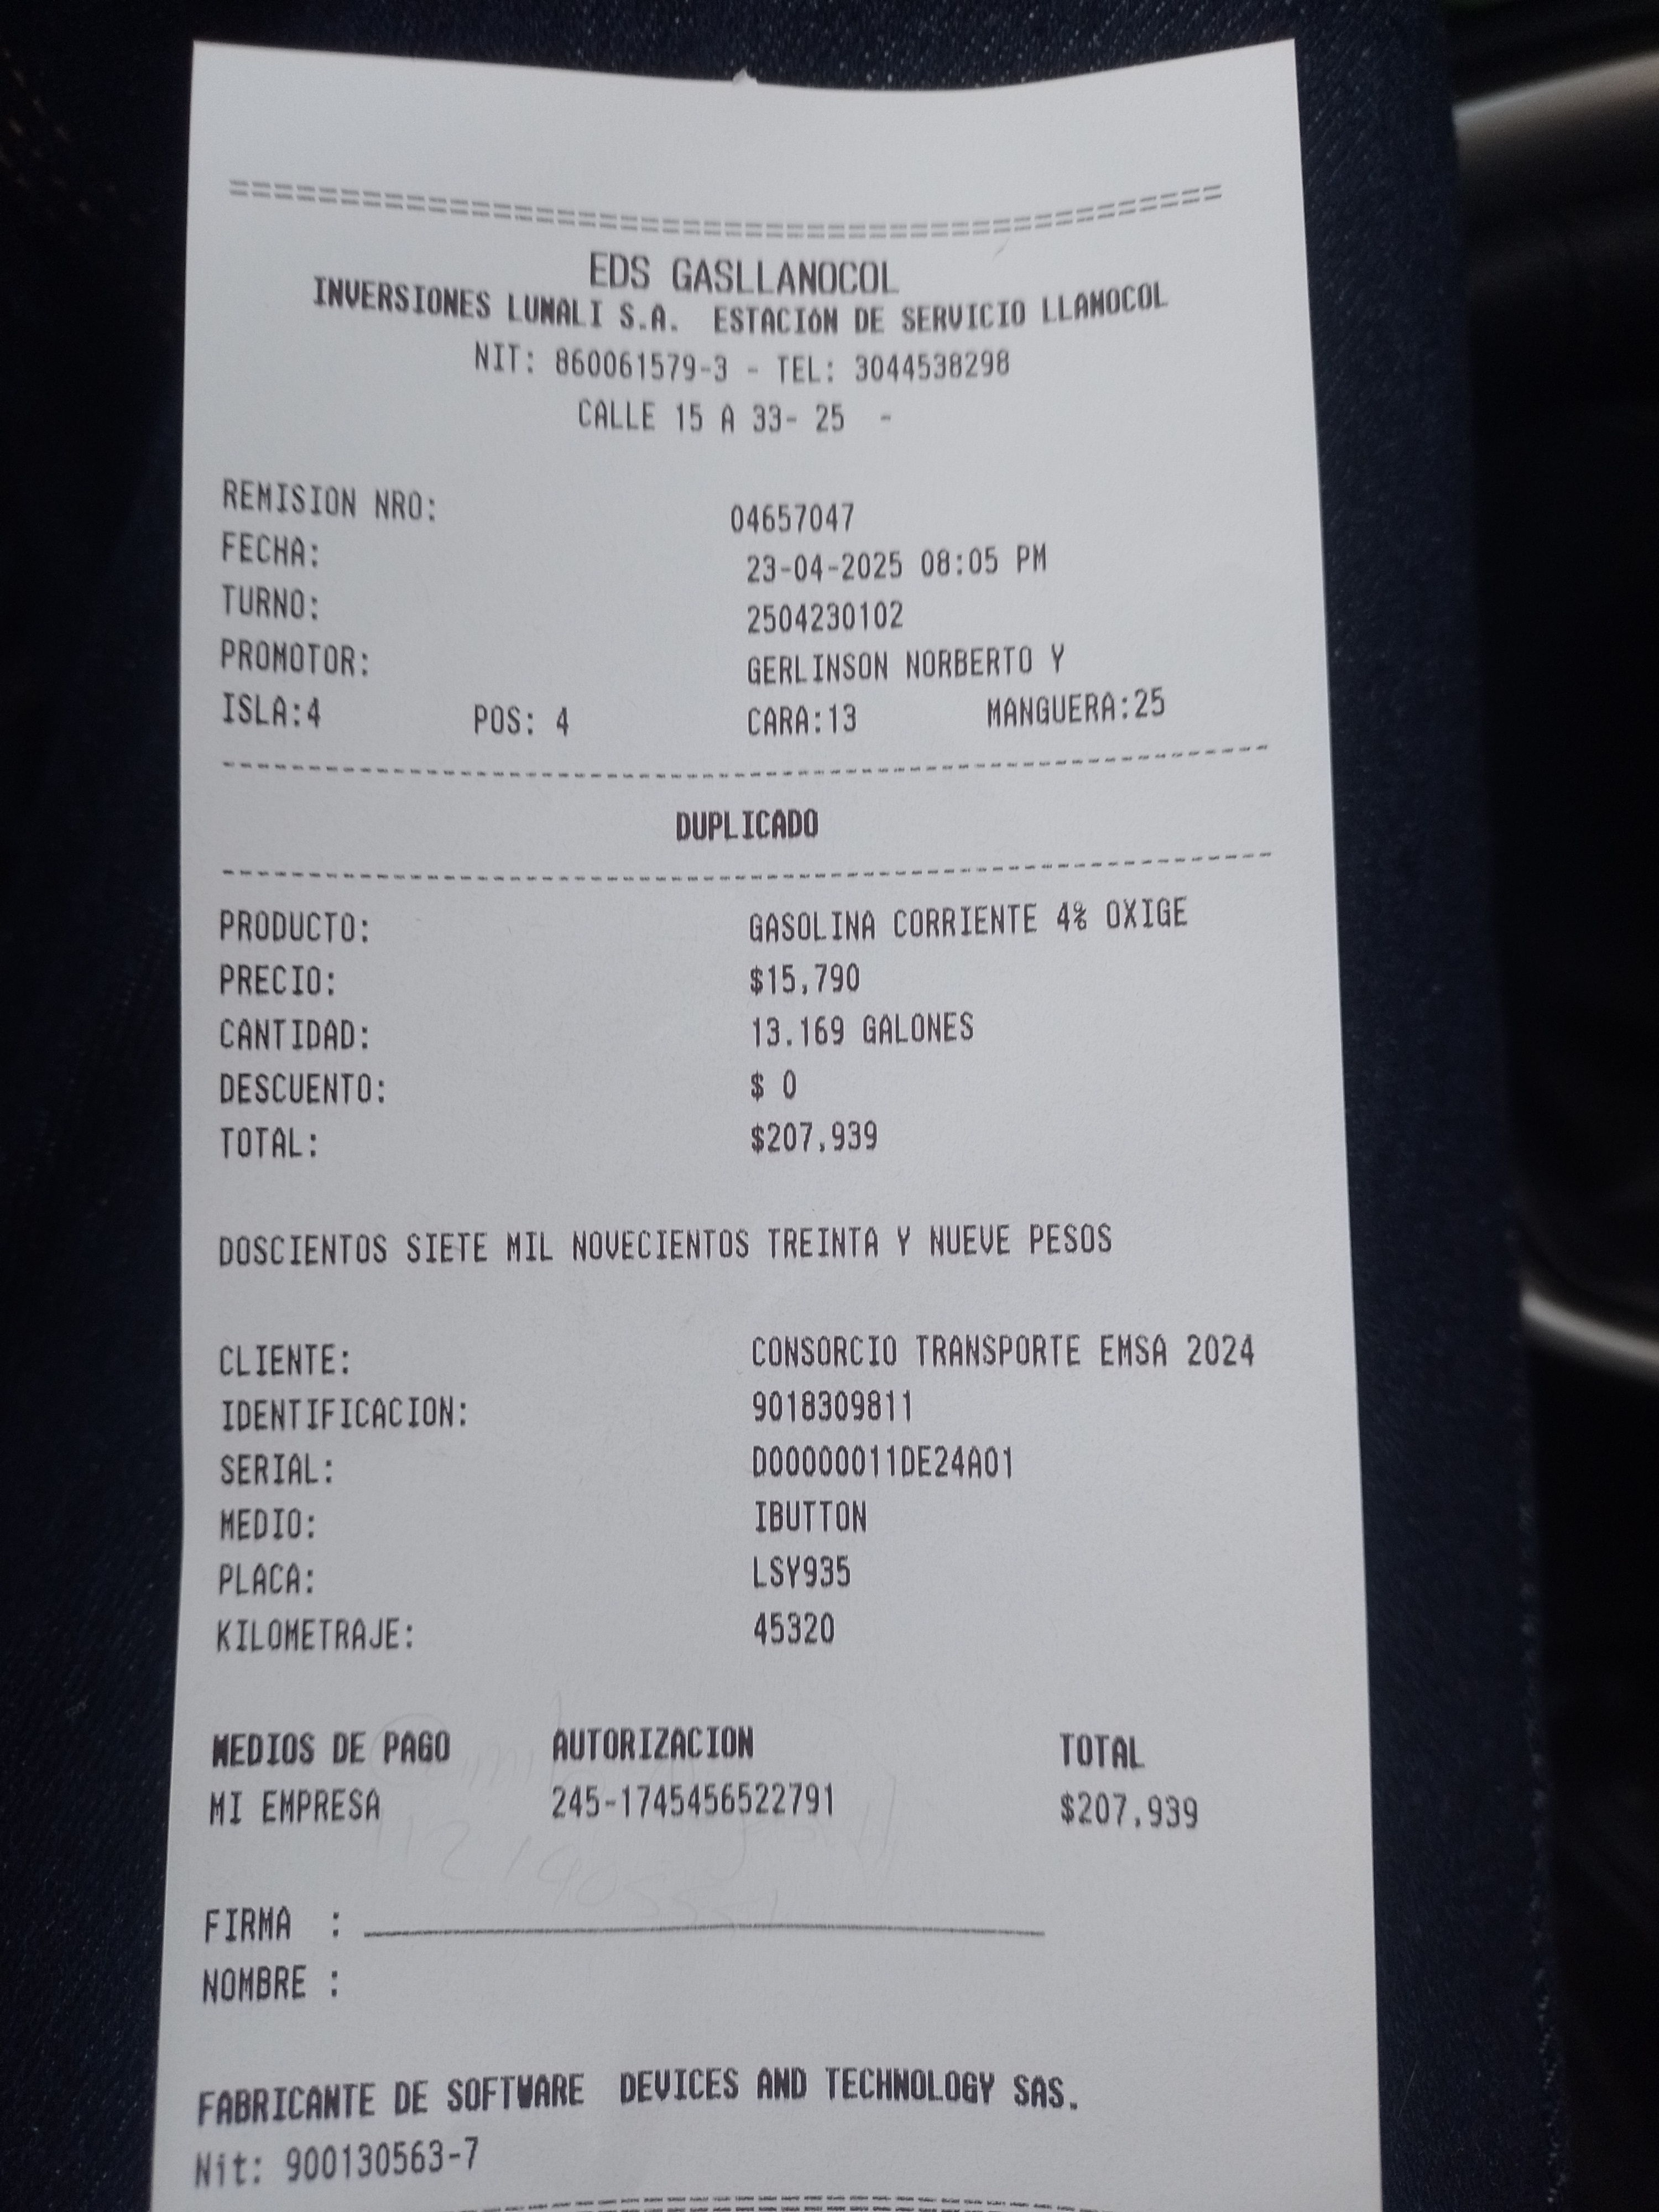 ================================================
EDS GASLLANOCOL
INVERSIONES LUNALI S.A. ESTACIÓN DE SERVICIO LLANOCOL
NIT: 860061579-3 - TEL: 3044538298
CALLE 15 A 33- 25 -
REMISION NRO: 04657047
FECHA: 23-04-2025 08:05 PM
TURNO: 2504230102
PROMOTOR: GERLINSON NORBERTO Y
ISLA:4 POS: 4 CARA:13 MANGUERA:25
DUPLICADO
PRODUCTO: GASOLINA CORRIENTE 4% OXIGE
PRECIO: $15,790
CANTIDAD: 13.169 GALONES
DESCUENTO: $ 0
TOTAL: $207,939
DOSCIENTOS SIETE MIL NOVECIENTOS TREINTA Y NUEVE PESOS
CLIENTE: CONSORCIO TRANSPORTE EMSA 2024
IDENTIFICACION: 9018309811
SERIAL: D00000011DE24A01
MEDIO: IBUTTON
PLACA: LSY935
KILOMETRAJE: 45320
MEDIOS DE PAGO AUTORIZACION TOTAL
MI EMPRESA 245-1745456522791 $207,939
FIRMA :
NOMBRE :
FABRICANTE DE SOFTWARE DEVICES AND TECHNOLOGY SAS.
Nit: 900130563-7